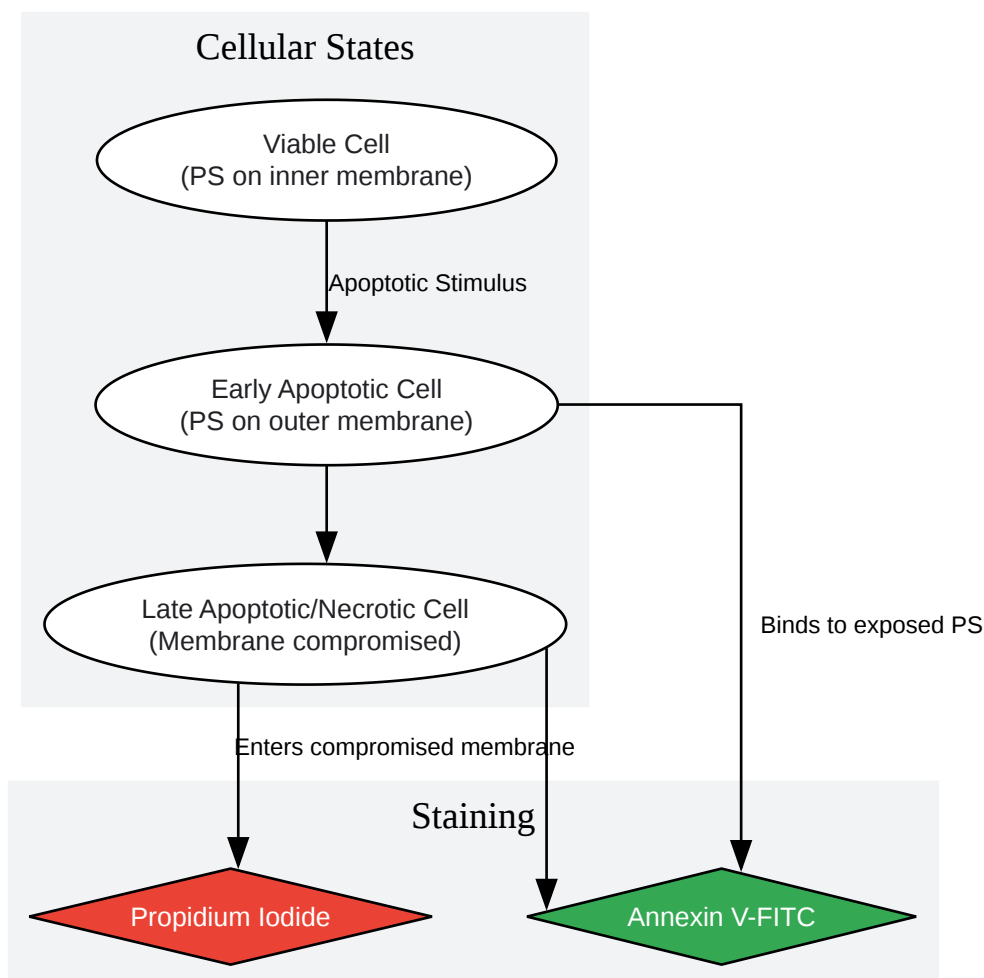 Cellular States
Viable Cell
(PS on inner membrane)
Apoptotic Stimulus
Early Apoptotic Cell
(PS on outer membrane)
Late Apoptotic/Necrotic Cell
(Membrane compromised)
Binds to exposed PS
Enters compromised membrane
Staining
Propidium Iodide
Annexin V-FITC